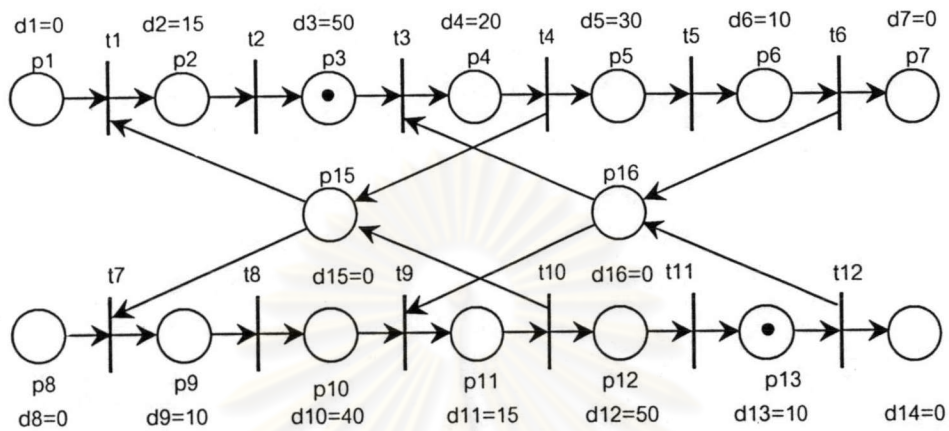 d1=0 t1 d2=15 t2 d3=50 t3 d4=20 t4 d5=30 t5 d6=10 t6 d7=0
p1 p2 p3 p4 p5 p6 p7
p15 p16
t7 t8 d15=0 t9 t10 d16=0 t11 t12
p8 p9 p10 p11 p12 p13 p14
d8=0 d9=10 d10=40 d11=15 d12=50 d13=10 d14=0